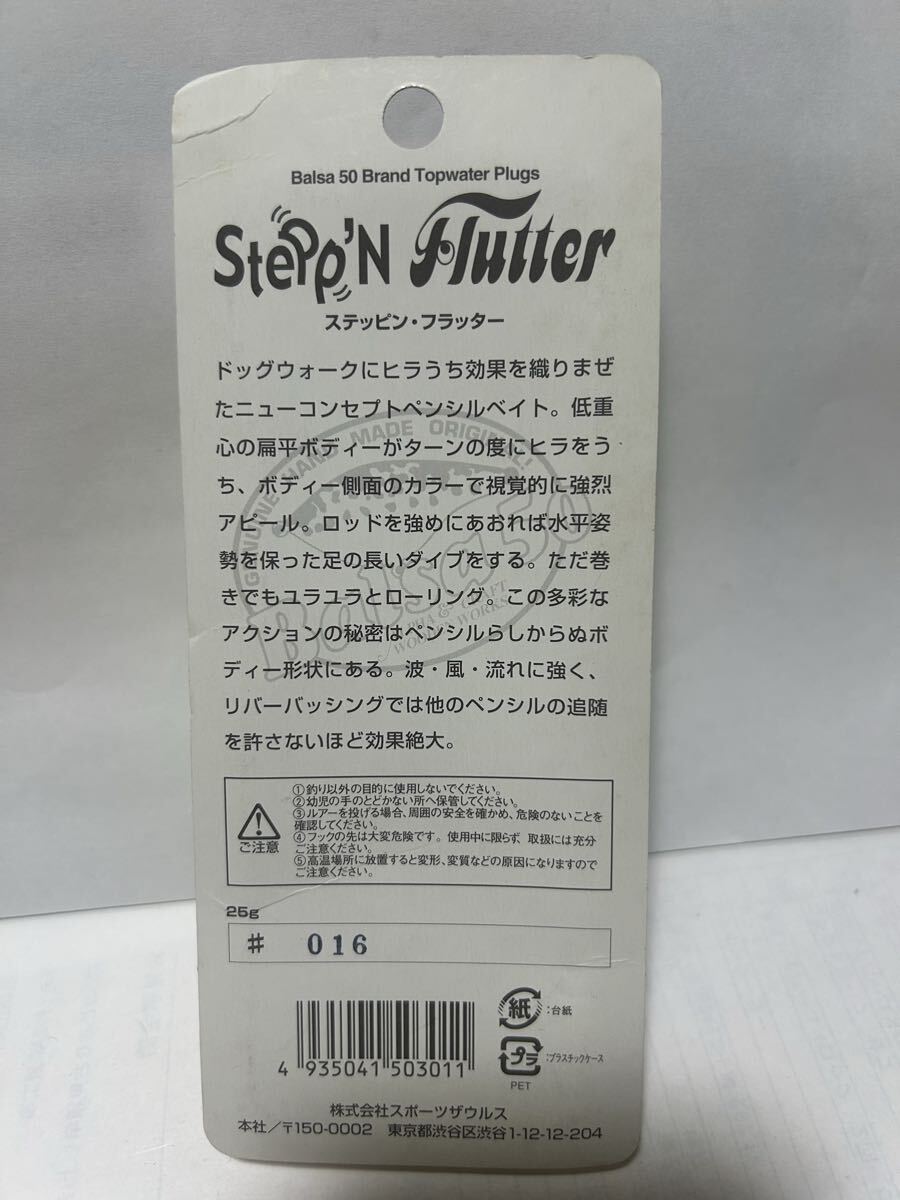 Balsa 50 Brand Topwater Plugs
Stepp'N Flutter
ステッピン・フラッター
ドッグウォークにヒラうち効果を織りまぜ
たニューコンセプトペンシルベイト。低重
心の扁平ボディーがターンの度にヒラをう
ち、ボディー側面のカラーで視覚的に強烈
アピール。ロッドを強めにあおれば水平姿
勢を保った足の長いダイブをする。ただ巻
きでもユラユラとローリング。この多彩な
アクションの秘密はペンシルらしからぬボ
ディー形状にある。波・風・流れに強く、
リバーバッシングでは他のペンシルの追随
を許さないほど効果絶大。
GENUINE HAND MADE ORIGINAL
Balsa50
ALPHA & CRAFT
WOODEN WORKS
ご注意
①釣り以外の目的に使用しないでください。
②幼児の手のとどかない所へ保管してください。
③ルアーを投げる場合、周囲の安全を確かめ、危険のないことを
確認してください。
④フックの先は大変危険です。使用中に限らず 取扱には充分
ご注意ください。
⑤高温場所に放置すると変形、変質などの原因になりますので
ご注意ください。
25g
# 016
紙 :台紙
プラ :プラスチックケース
PET
4 935041 503011
株式会社スポーツザウルス
本社/〒150-0002 東京都渋谷区渋谷1-12-12-204